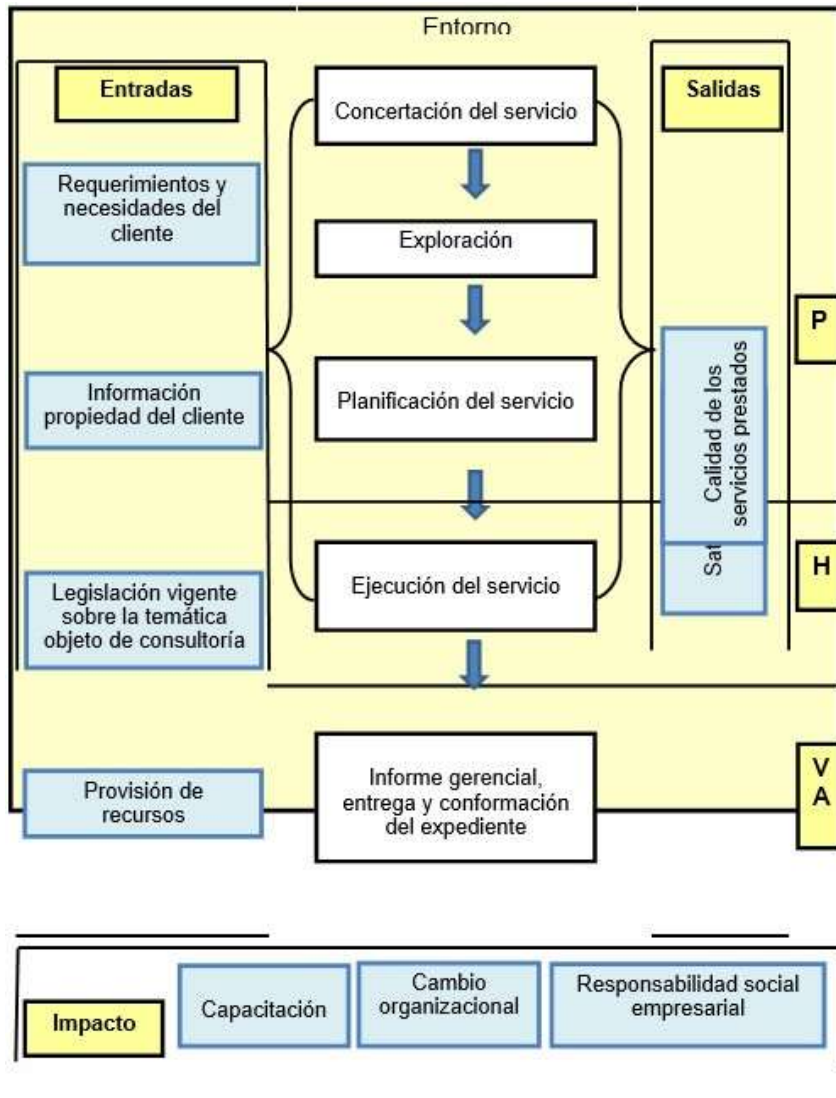 Entorno
Entradas
Requerimientos y
necesidades del
cliente
Información
propiedad del cliente
Legislación vigente
sobre la temática
objeto de consultoría
Provisión de
recursos
Concertación del servicio
Exploración
Planificación del servicio
Ejecución del servicio
Informe gerencial,
entrega y conformación
del expediente
Salidas
Calidad de los
servicios prestados
Sat
P
H
V
A
Impacto
Capacitación
Cambio
organizacional
Responsabilidad social
empresarial